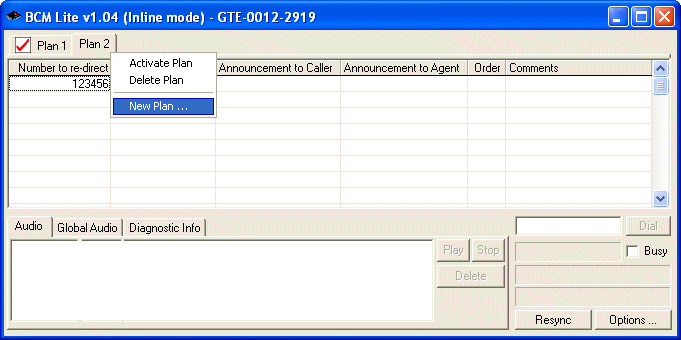 BCM Lite v1.04 (Inline mode) - GTE-0012-2919
Plan 1 Plan 2
Number to re-direct Announcement to Caller Announcement to Agent Order Comments
123456
Activate Plan
Delete Plan
New Plan ...
Audio Global Audio Diagnostic Info
Dial
Play Stop Busy
Delete
Resync Options ...